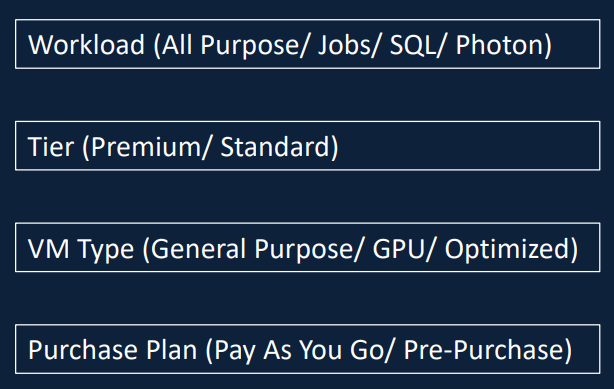 Workload (All Purpose/ Jobs/ SQL/ Photon)
Tier (Premium/ Standard)
VM Type (General Purpose/ GPU/ Optimized)
Purchase Plan (Pay As You Go/ Pre-Purchase)